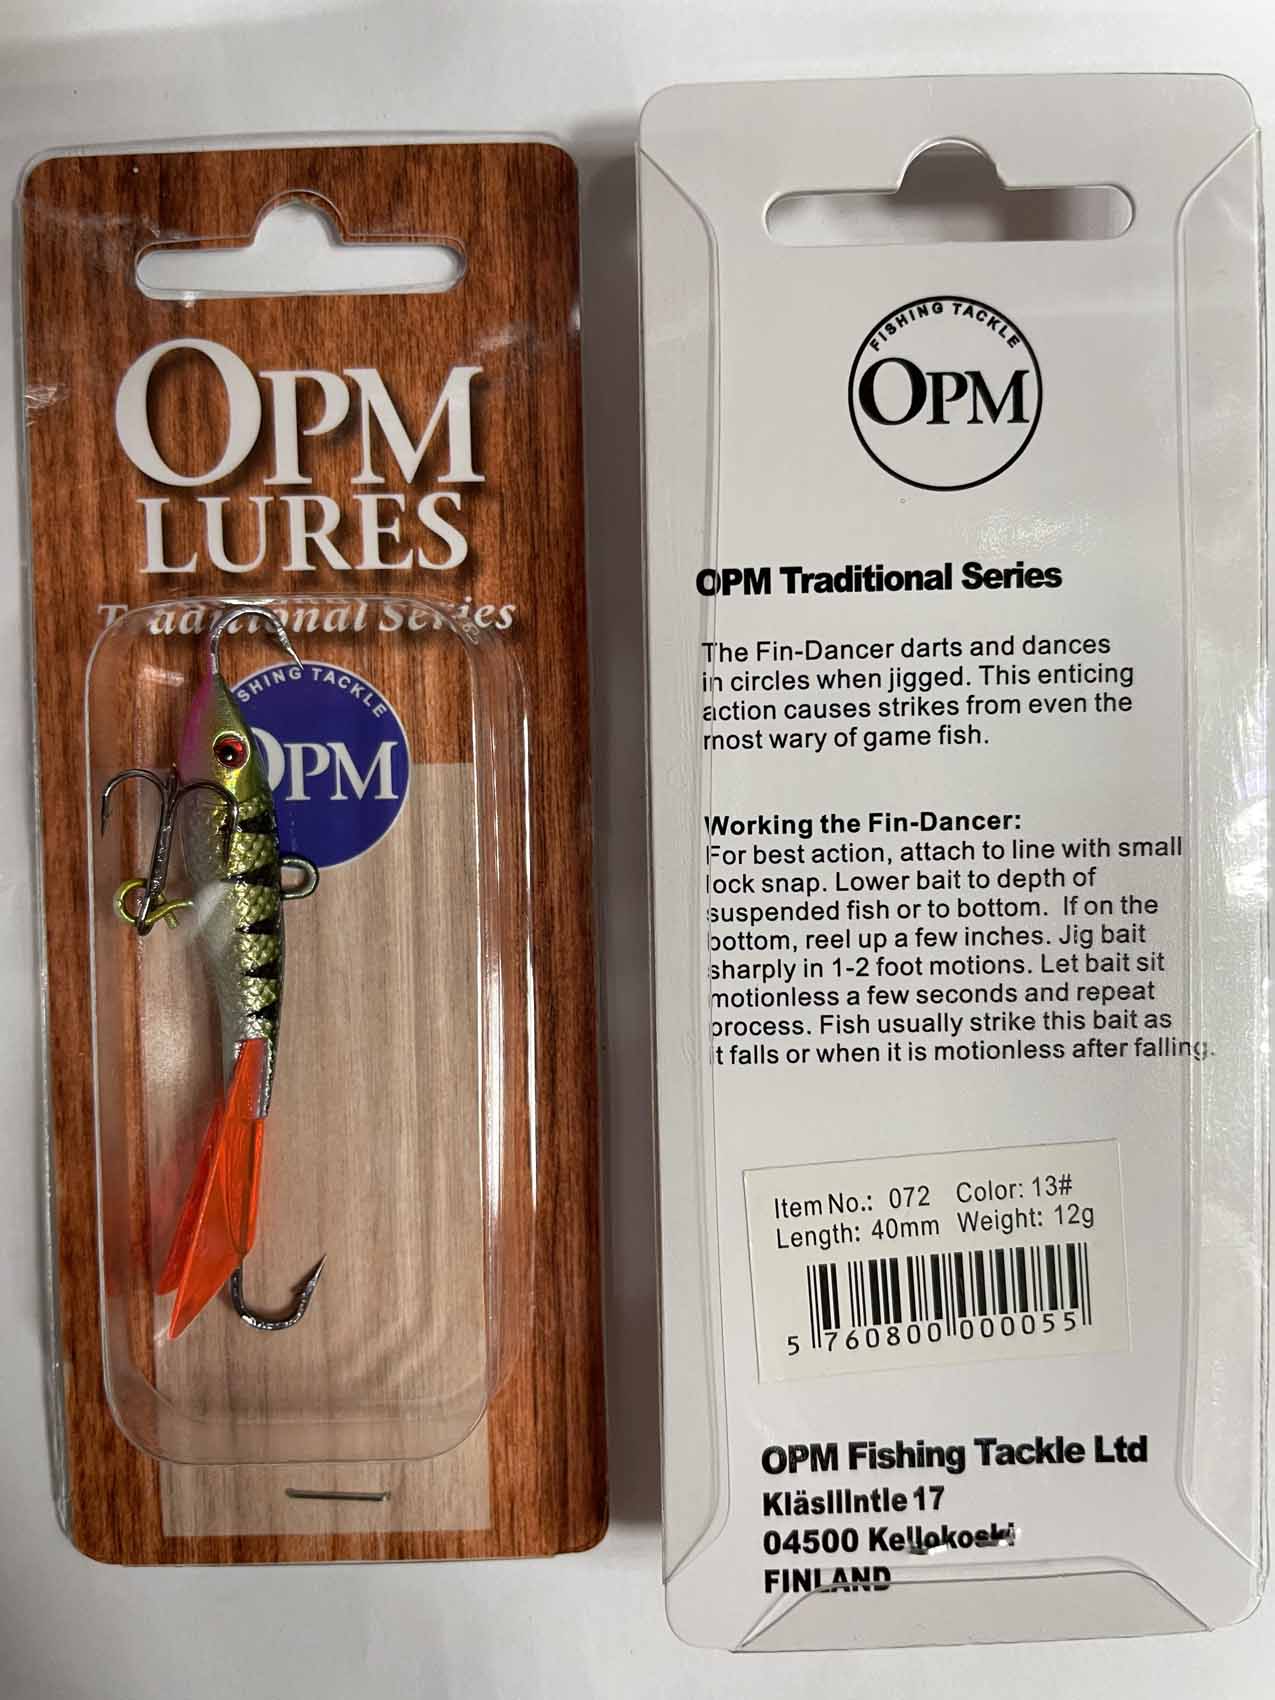 OPM
LURES
Traditional Series
SHING TACKLE
OPM
FISHING TACKLE
OPM
OPM Traditional Series
The Fin-Dancer darts and dances
in circles when jigged. This enticing
action causes strikes from even the
most wary of game fish.
Working the Fin-Dancer:
For best action, attach to line with small
lock snap. Lower bait to depth of
suspended fish or to bottom. If on the
bottom, reel up a few inches. Jig bait
sharply in 1-2 foot motions. Let bait sit
motionless a few seconds and repeat
process. Fish usually strike this bait as
it falls or when it is motionless after falling.
Item No.: 072 Color: 13#
Length: 40mm Weight: 12g
5 760800 000055
OPM Fishing Tackle Ltd
KläslIIntle 17
04500 Kellokoski
FINLAND